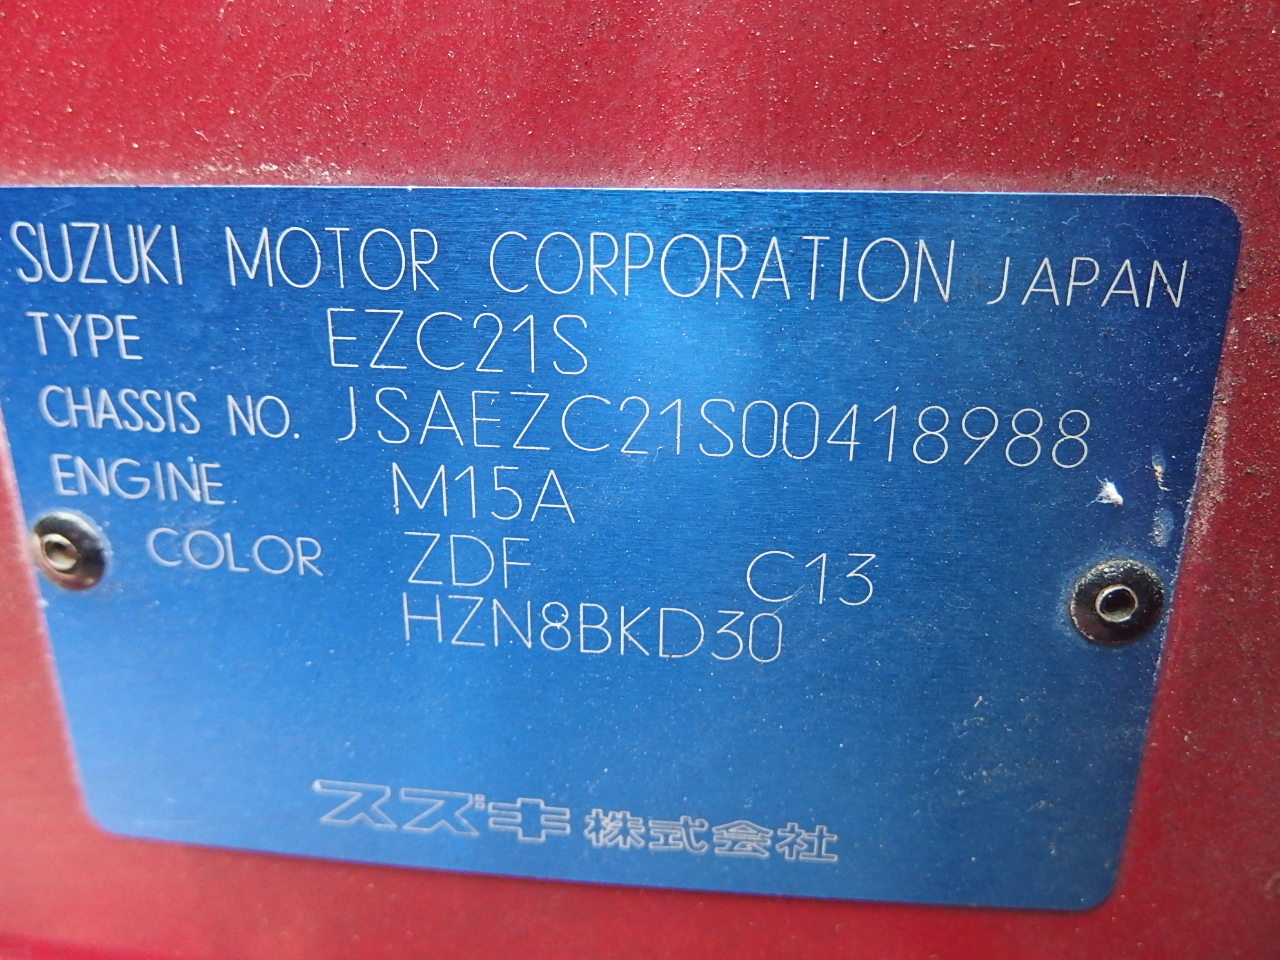 SUZUKI MOTOR CORPORATION JAPAN
TYPE EZC21S
CHASSIS NO. JSAEZC21S00418988
ENGINE M15A
COLOR ZDF C13
HZN8BKD30
スズキ株式会社